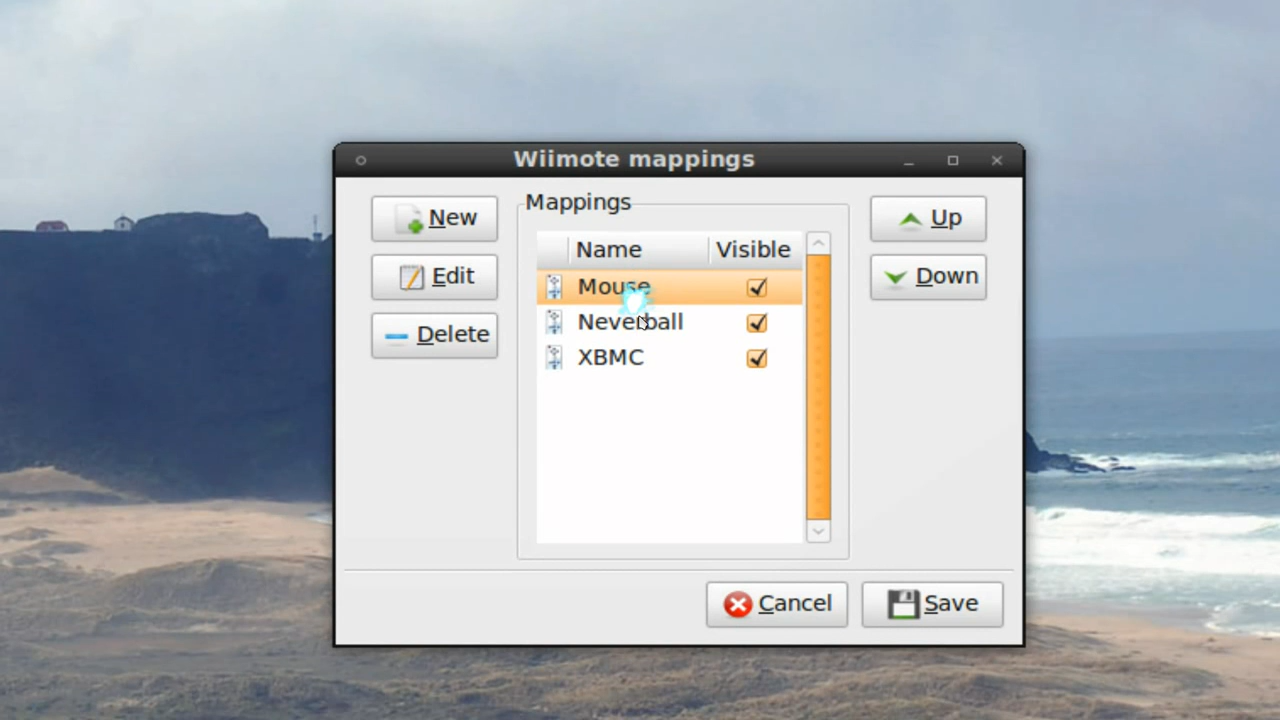 Wiimote mappings
New
Edit
Delete
Mappings
Name Visible
Mouse
Neverball
XBMC
Up
Down
Cancel
Save